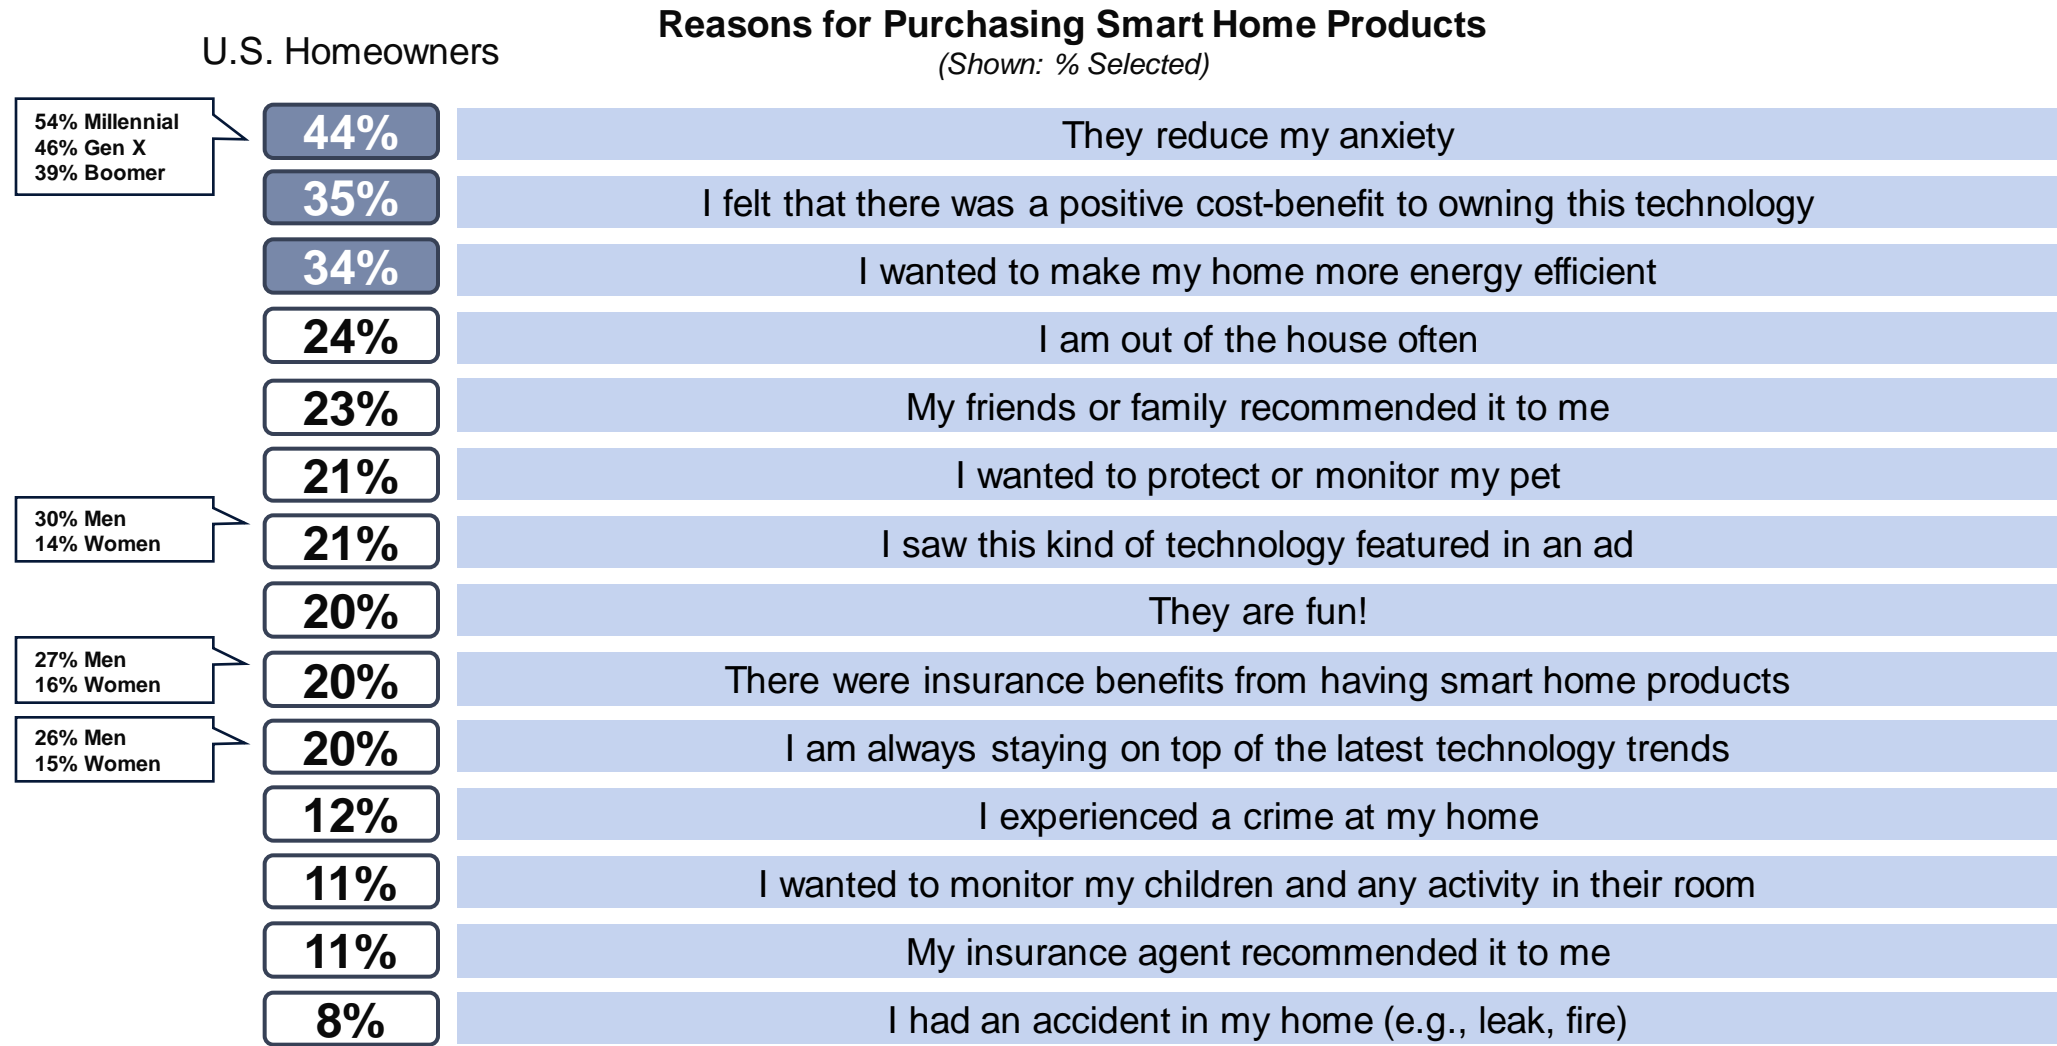 Reasons for Purchasing Smart Home Products
U.S. Homeowners
(Shown: % Selected)
54% Millennial
46% Gen X
39% Boomer
44%
They reduce my anxiety
35%
I felt that there was a positive cost-benefit to owning this technology
34%
I wanted to make my home more energy efficient
24%
I am out of the house often
23%
My friends or family recommended it to me
21%
I wanted to protect or monitor my pet
30% Men
14% Women
21%
I saw this kind of technology featured in an ad
20%
They are fun!
27% Men
16% Women
20%
There were insurance benefits from having smart home products
26% Men
15% Women
20%
I am always staying on top of the latest technology trends
12%
I experienced a crime at my home
11%
I wanted to monitor my children and any activity in their room
11%
My insurance agent recommended it to me
8%
I had an accident in my home (e.g., leak, fire)